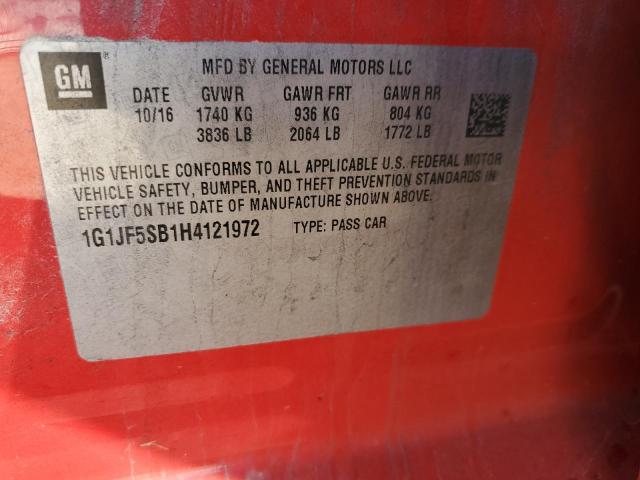 GM
MFD BY GENERAL MOTORS LLC
DATE GVWR GAWR FRT GAWR RR
10/16 1740 KG 936 KG 804 KG
3836 LB 2064 LB 1772 LB
THIS VEHICLE CONFORMS TO ALL APPLICABLE U.S. FEDERAL MOTOR
VEHICLE SAFETY, BUMPER, AND THEFT PREVENTION STANDARDS IN
EFFECT ON THE DATE OF MANUFACTURE SHOWN ABOVE:
1G1JF5SB1H4121972 TYPE: PASS CAR